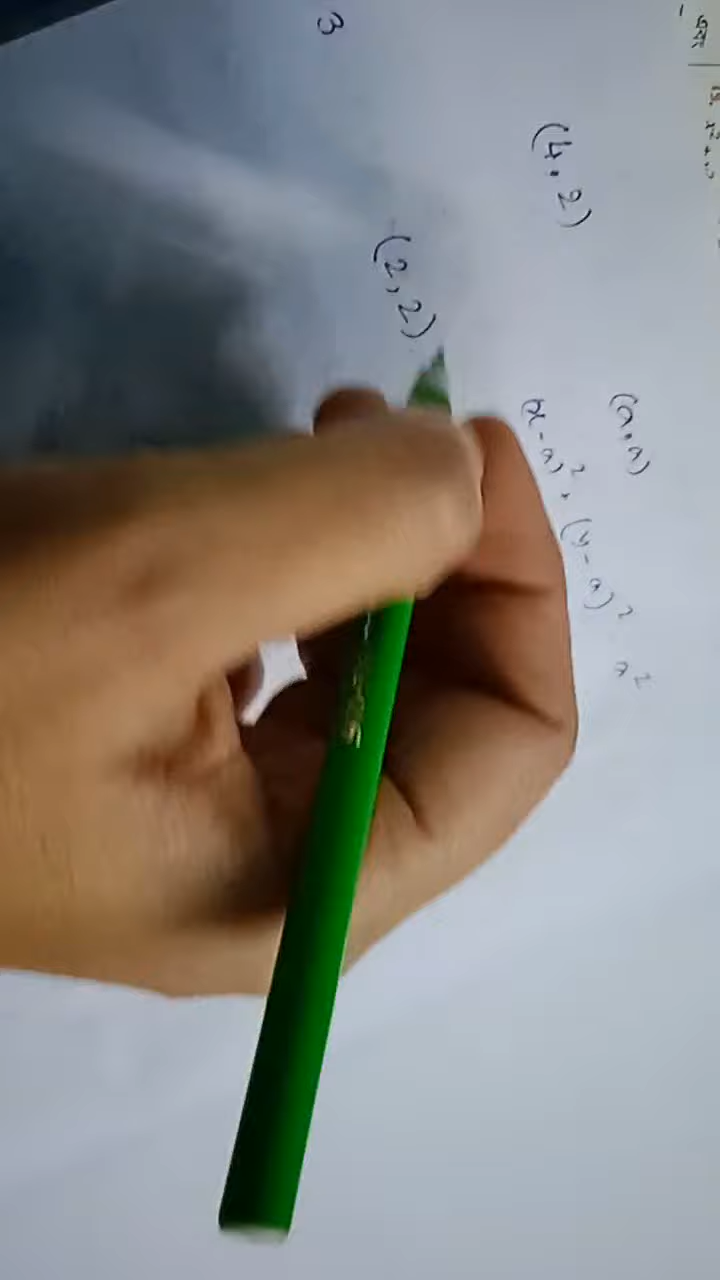 (a, a)
(x-a)² + (y-a)² a²
(4, 2)
(2, 2)
3